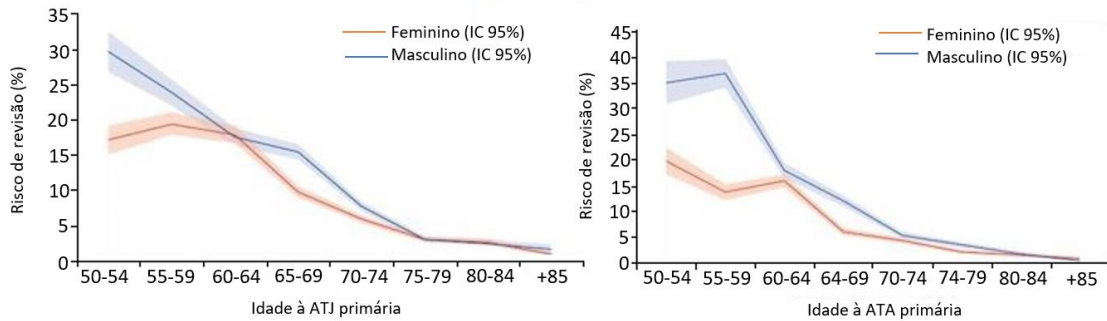 35
30
25
20
15
10
5
0
Risco de revisão (%)
Feminino (IC 95%)
Masculino (IC 95%)
50-54 55-59 60-64 65-69 70-74 75-79 80-84 +85
Idade à ATJ primária
45
40
35
30
25
20
15
10
5
0
Risco de revisão (%)
Feminino (IC 95%)
Masculino (IC 95%)
50-54 55-59 60-64 64-69 70-74 74-79 80-84 +85
Idade à ATA primária